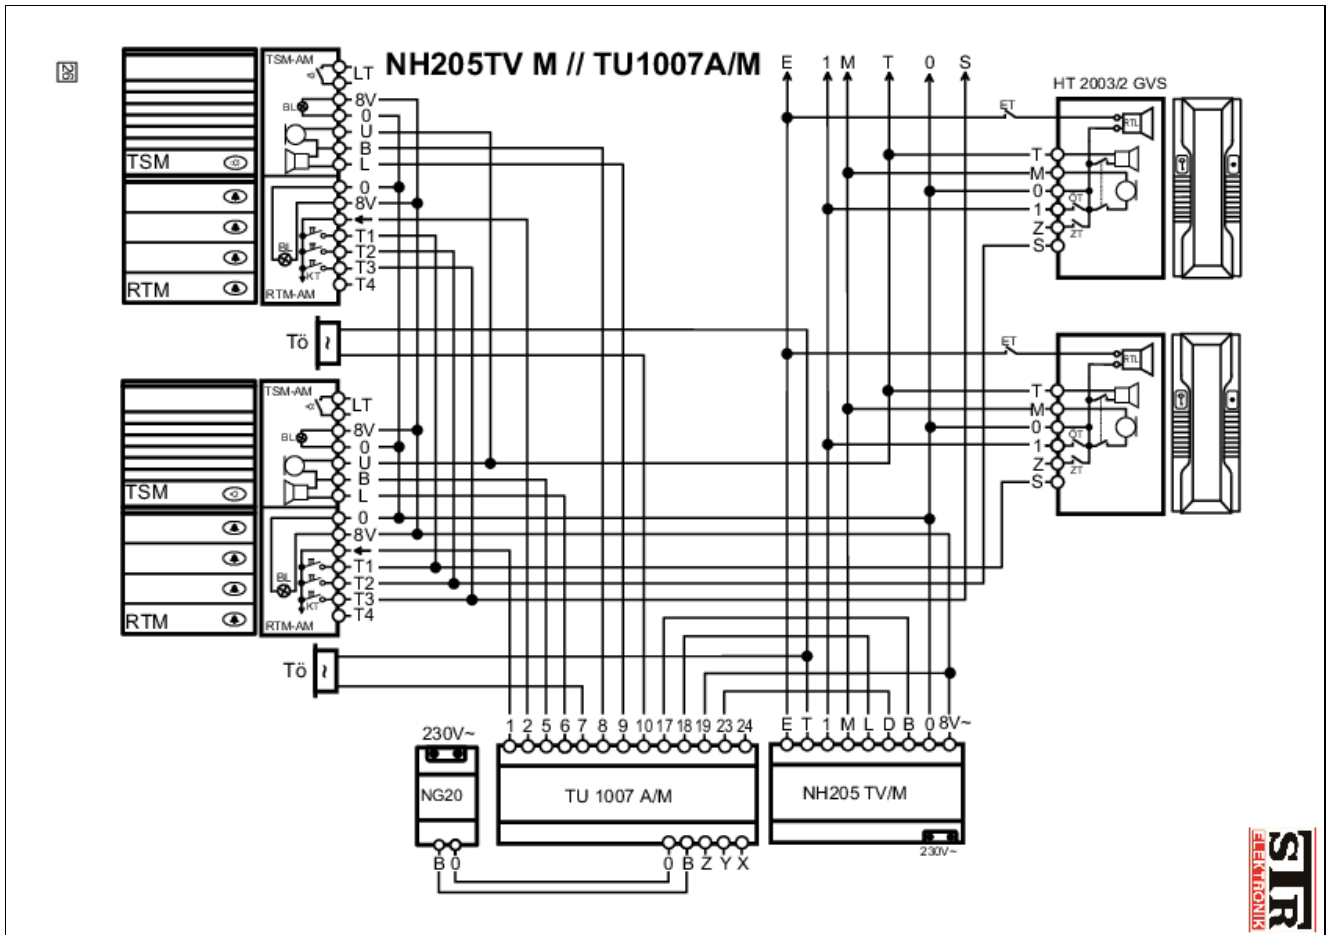 26
NH205TV M // TU1007A/M
E 1 M T 0 S
HT 2003/2 GVS
TSM-AM
LT
BL
8V
0
U
B
L
TSM
0
8V
T1
T2
T3
T4
BL
KT
RTM
RTM-AM
ET
RTL
T
M
0
1
Z
S
ÖT
ZT
Tö
~
TSM-AM
LT
BL
8V
0
U
B
L
TSM
0
8V
T1
T2
T3
T4
BL
KT
RTM
RTM-AM
ET
RTL
T
M
0
1
Z
S
ÖT
ZT
Tö
~
230V~
NG20
B 0
1 2 5 6 7 8 9 10 17 18 19 23 24
TU 1007 A/M
0 B Z Y X
E T 1 M L D B 0 8V~
NH205 TV/M
230V~
STR
ELEKTRONIK